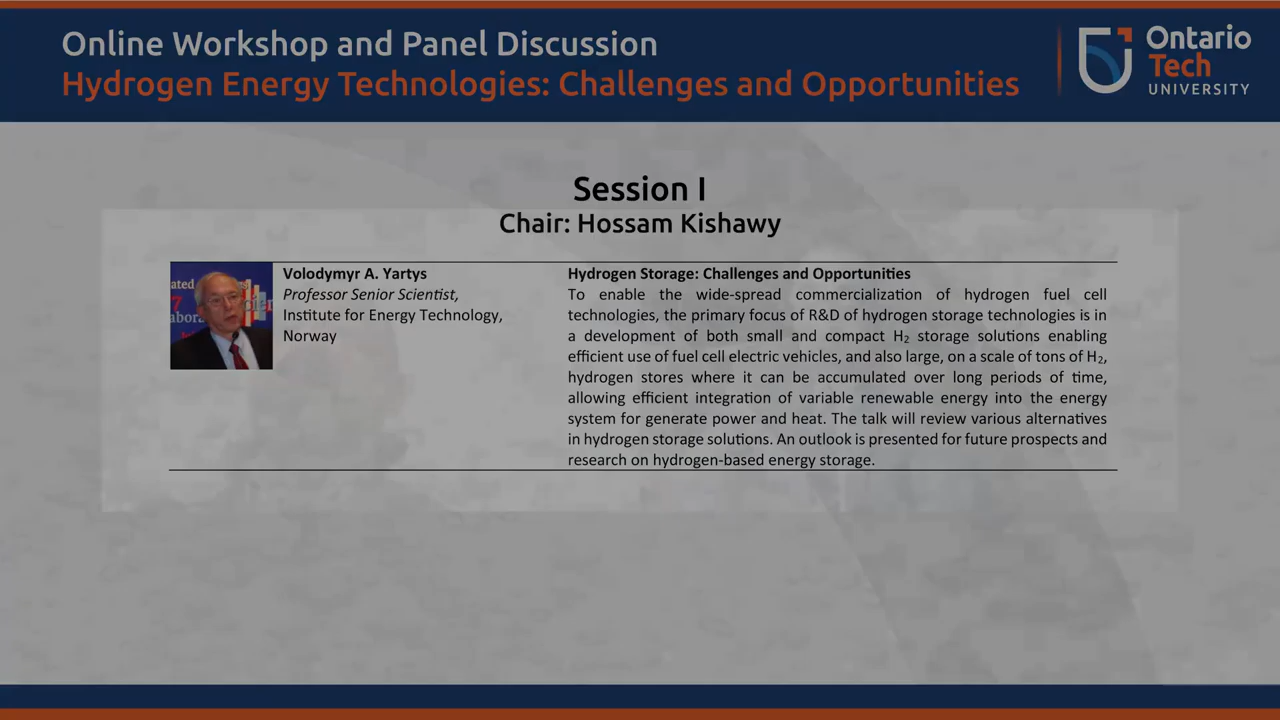 Online Workshop and Panel Discussion
Hydrogen Energy Technologies: Challenges and Opportunities
Ontario
Tech
UNIVERSITY
Session I
Chair: Hossam Kishawy
Volodymyr A. Yartys
Professor Senior Scientist,
Institute for Energy Technology,
Norway
Hydrogen Storage: Challenges and Opportunities
To enable the wide-spread commercialization of hydrogen fuel cell
technologies, the primary focus of R&D of hydrogen storage technologies is in
a development of both small and compact H₂ storage solutions enabling
efficient use of fuel cell electric vehicles, and also large, on a scale of tons of H₂,
hydrogen stores where it can be accumulated over long periods of time,
allowing efficient integration of variable renewable energy into the energy
system for generate power and heat. The talk will review various alternatives
in hydrogen storage solutions. An outlook is presented for future prospects and
research on hydrogen-based energy storage.